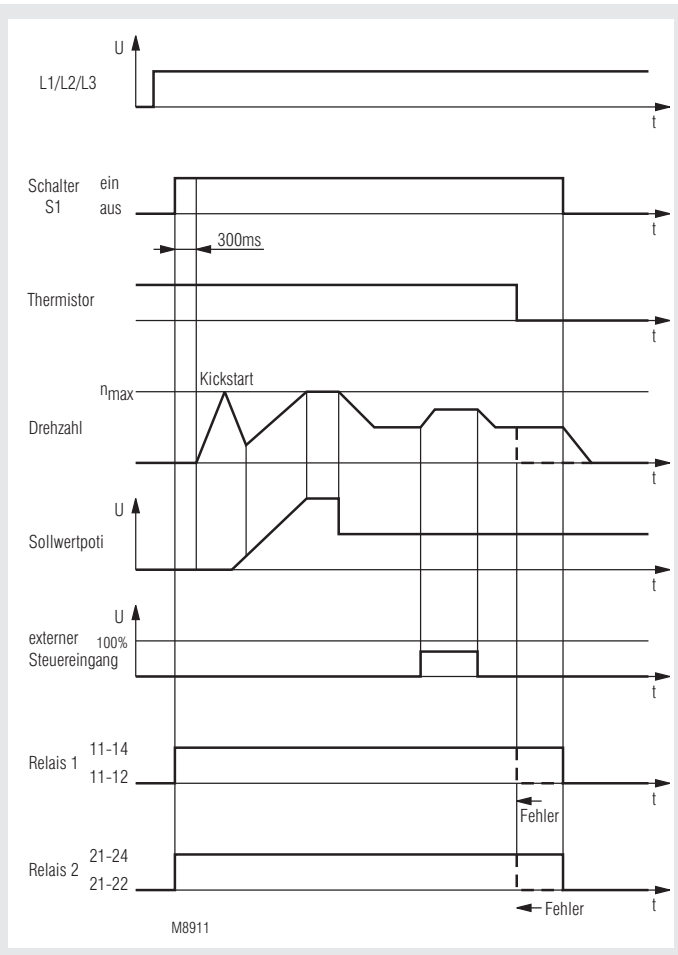 U
L1/L2/L3
t
Schalter ein
S1 aus
t
300ms
Thermistor
t
nmax
Kickstart
Drehzahl
t
U
Sollwertpoti
t
U
externer 100%
Steuereingang
t
11-14
Relais 1
11-12
t
Fehler
21-24
Relais 2
21-22
t
Fehler
M8911